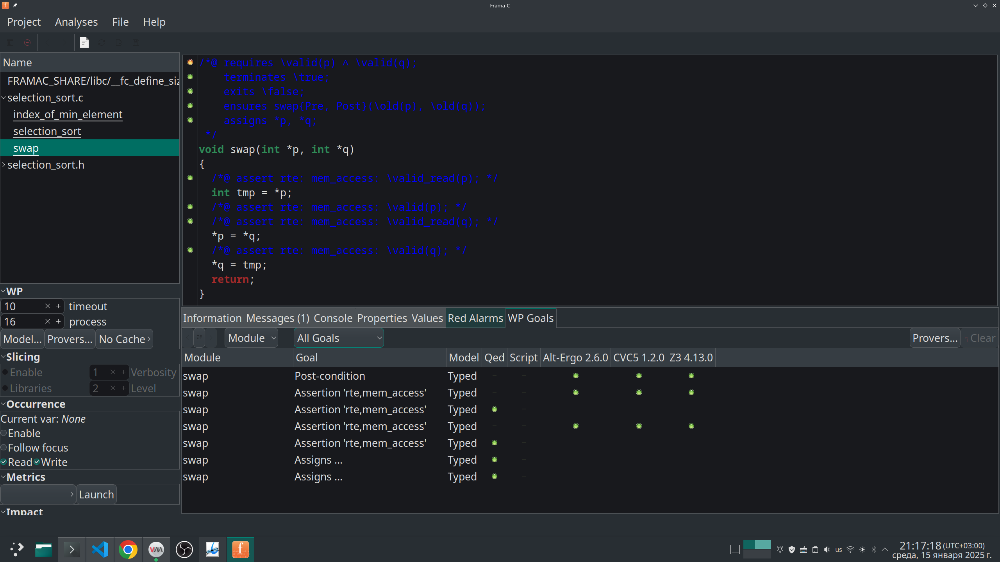 Frama-C
Project Analyses File Help
Name
FRAMAC_SHARE/libc/__fc_define_siz
selection_sort.c
index_of_min_element
selection_sort
swap
selection_sort.h
/*@ requires \valid(p) ∧ \valid(q);
terminates \true;
exits \false;
ensures swap{Pre, Post}(\old(p), \old(q));
assigns *p, *q;
*/
void swap(int *p, int *q)
{
/*@ assert rte: mem_access: \valid_read(p); */
int tmp = *p;
/*@ assert rte: mem_access: \valid(p); */
/*@ assert rte: mem_access: \valid_read(q); */
*p = *q;
/*@ assert rte: mem_access: \valid(q); */
*q = tmp;
return;
}
WP
10 timeout
16 process
Model... Provers... No Cache
Slicing
Enable 1 Verbosity
Libraries 2 Level
Occurrence
Current var: None
Enable
Follow focus
Read Write
Metrics
Launch
Impact
Information Messages (1) Console Properties Values Red Alarms WP Goals
Module All Goals Provers... Clear
Module Goal Model Qed Script Alt-Ergo 2.6.0 CVC5 1.2.0 Z3 4.13.0
swap Post-condition Typed
swap Assertion 'rte,mem_access' Typed
swap Assertion 'rte,mem_access' Typed
swap Assertion 'rte,mem_access' Typed
swap Assertion 'rte,mem_access' Typed
swap Assigns ... Typed
swap Assigns ... Typed
us
21:17:18 (UTC+03:00)
среда, 15 января 2025 г.